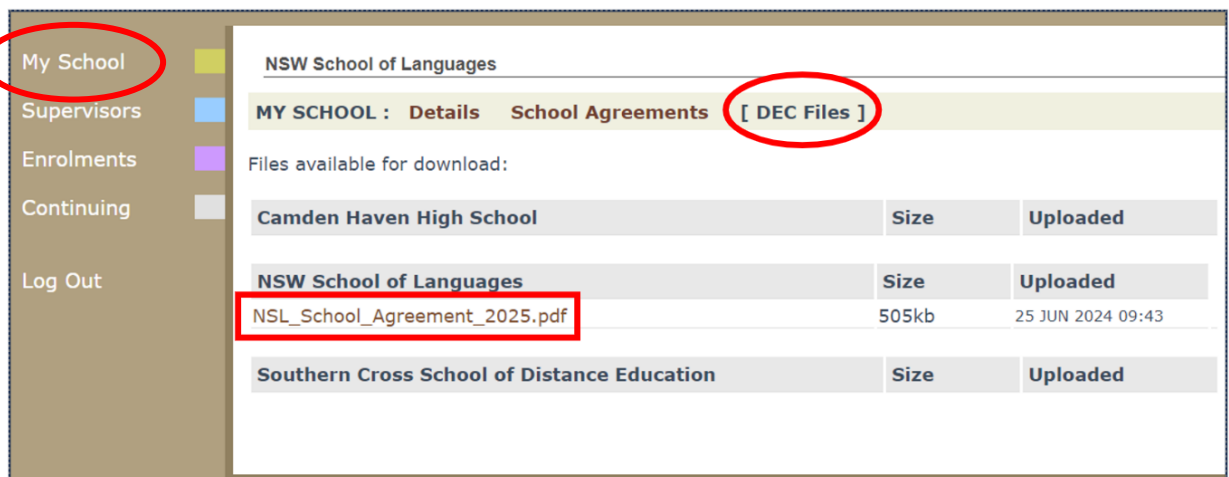 My School
Supervisors
Enrolments
Continuing
Log Out
NSW School of Languages
MY SCHOOL : Details School Agreements [ DEC Files ]
Files available for download:
Camden Haven High School Size Uploaded
NSW School of Languages Size Uploaded
NSL_School_Agreement_2025.pdf 505kb 25 JUN 2024 09:43
Southern Cross School of Distance Education Size Uploaded